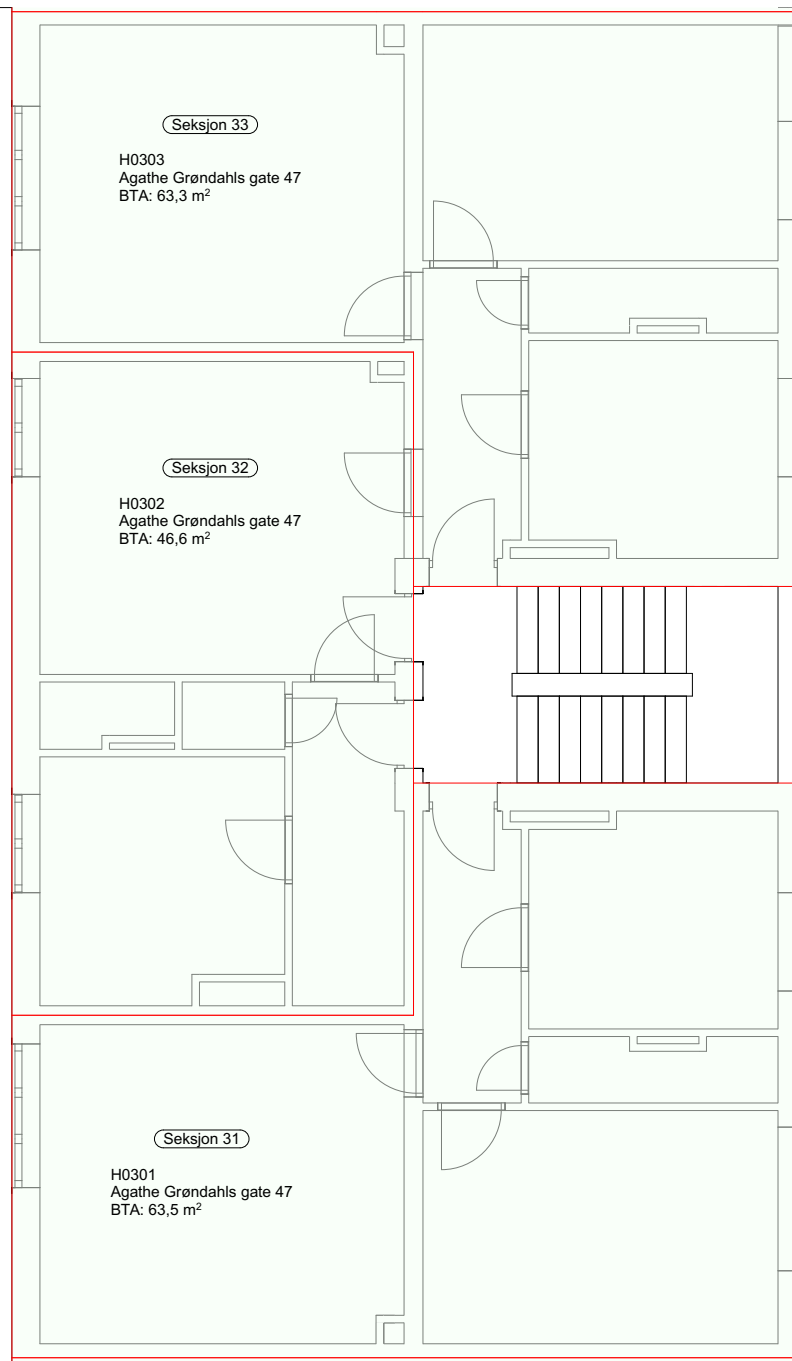 Seksjon 33
H0303
Agathe Grøndahls gate 47
BTA: 63,3 m²
Seksjon 32
H0302
Agathe Grøndahls gate 47
BTA: 46,6 m²
Seksjon 31
H0301
Agathe Grøndahls gate 47
BTA: 63,5 m²